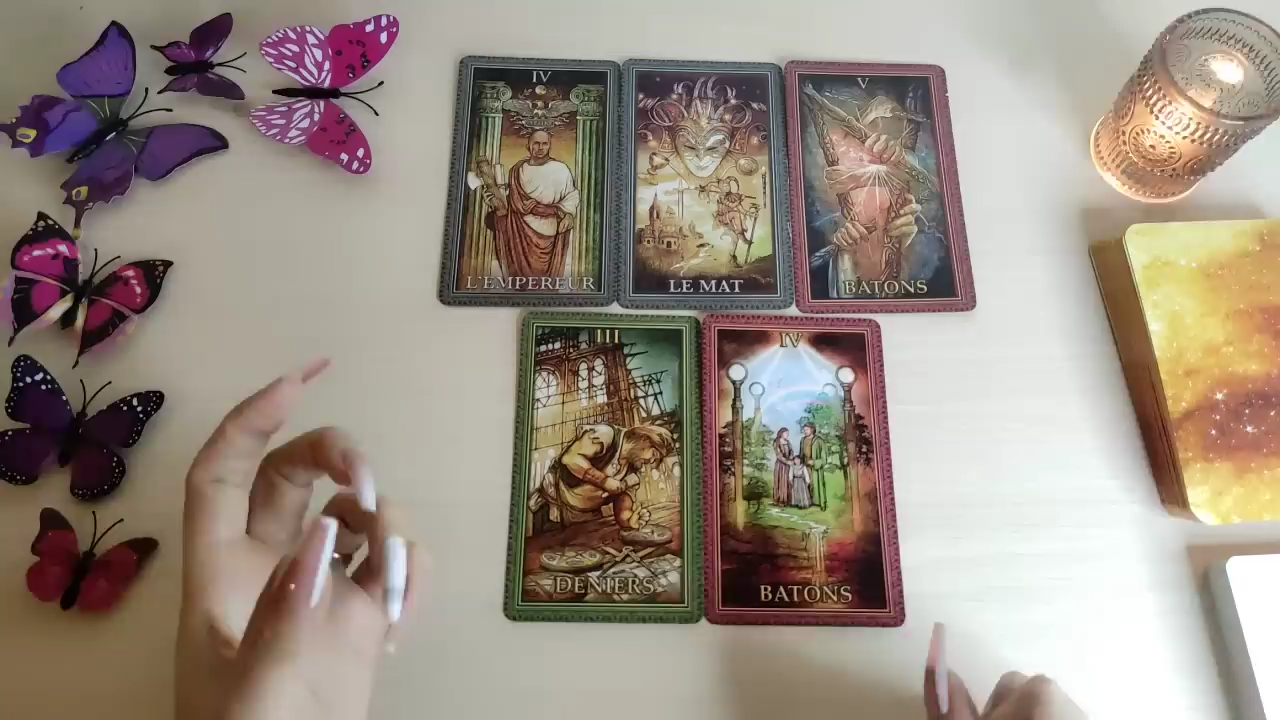 IV
L'EMPEREUR
LE MAT
V
BATONS
III
DENIERS
IV
BATONS